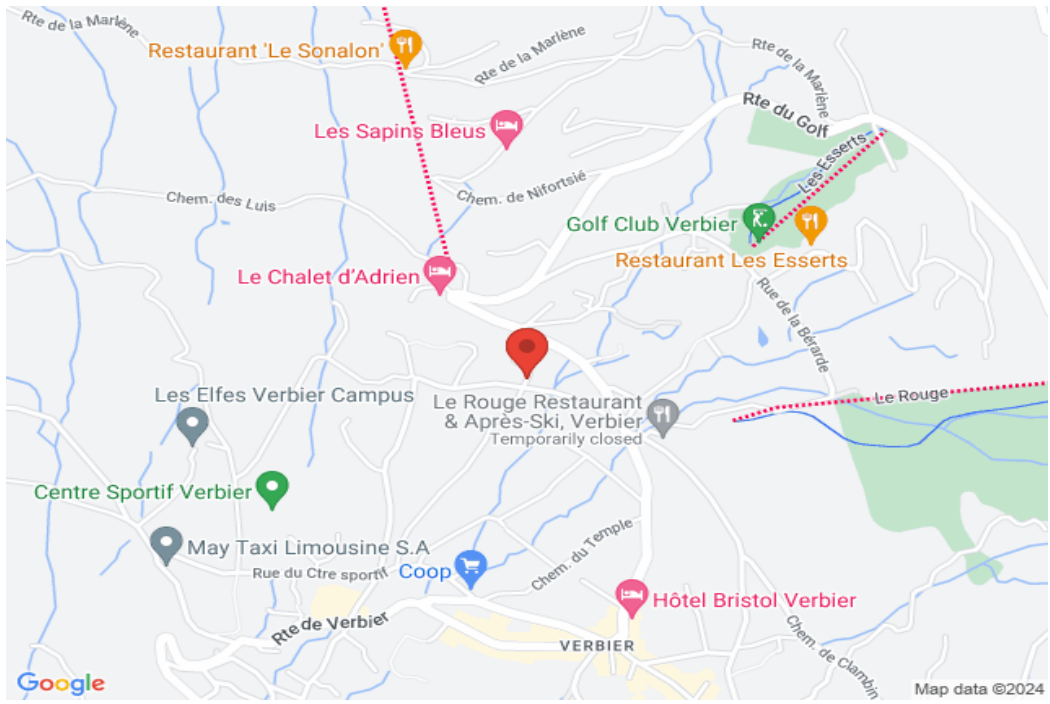 Rte de la Marlène
Restaurant 'Le Sonalon'
Rte de la Marlène
Rte de la Marlène
Rte du Golf
Les Sapins Bleus
Les Esserts
Chem. de Nifortsié
Chem. des Luis
Golf Club Verbier
Restaurant Les Esserts
Le Chalet d'Adrien
Rue de la Bérarde
Les Elfes Verbier Campus
Le Rouge Restaurant
& Après-Ski, Verbier
Temporarily closed
Le Rouge
Centre Sportif Verbier
May Taxi Limousine S.A
Rue du Ctre sportif
Coop
Chem. du Temple
Hôtel Bristol Verbier
Rte de Verbier
VERBIER
Chem. de Clambin
Google
Map data ©2024